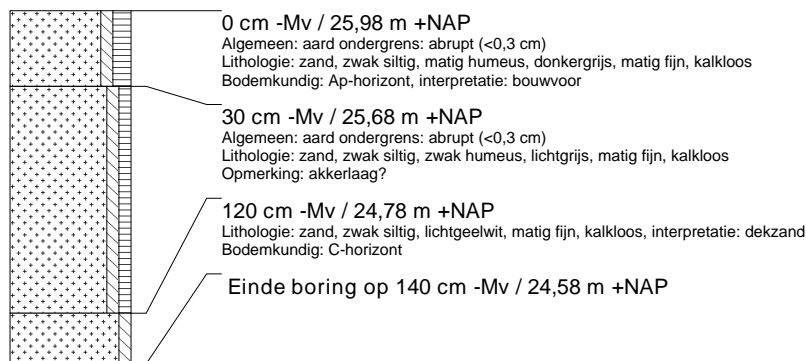 0 cm -Mv / 25,98 m +NAP
Algemeen: aard ondergrens: abrupt (<0,3 cm)
Lithologie: zand, zwak siltig, matig humeus, donkergrijs, matig fijn, kalkloos
Bodemkundig: Ap-horizont, interpretatie: bouwvoor
30 cm -Mv / 25,68 m +NAP
Algemeen: aard ondergrens: abrupt (<0,3 cm)
Lithologie: zand, zwak siltig, zwak humeus, lichtgrijs, matig fijn, kalkloos
Opmerking: akkerlaag?
120 cm -Mv / 24,78 m +NAP
Lithologie: zand, zwak siltig, lichtgeelwit, matig fijn, kalkloos, interpretatie: dekzand
Bodemkundig: C-horizont
Einde boring op 140 cm -Mv / 24,58 m +NAP